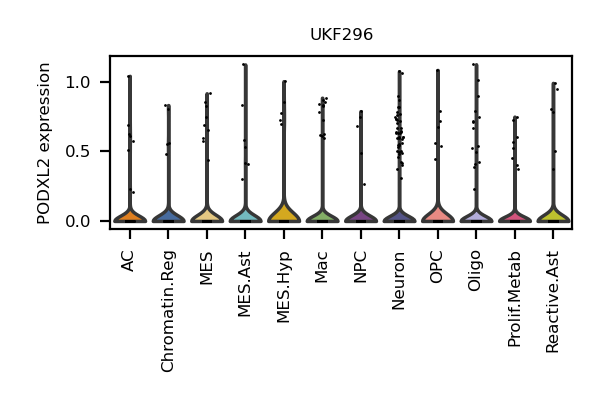 UKF296
PODXL2 expression
1.0
0.5
0.0
AC
Chromatin.Reg
MES
MES.Ast
MES.Hyp
Mac
NPC
Neuron
OPC
Oligo
Prolif.Metab
Reactive.Ast